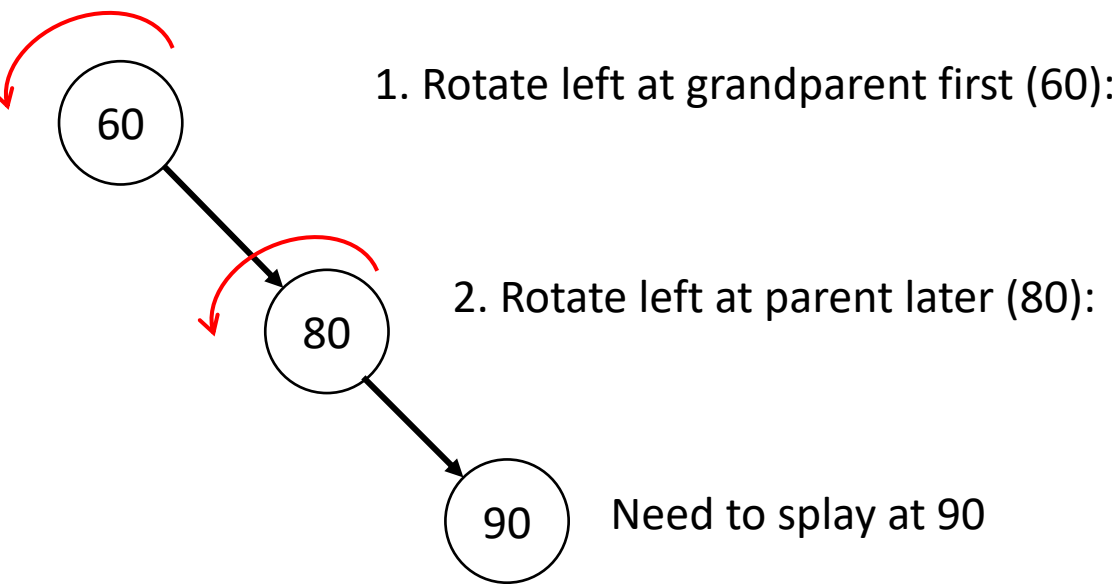 60
1. Rotate left at grandparent first (60):
80
2. Rotate left at parent later (80):
90
Need to splay at 90